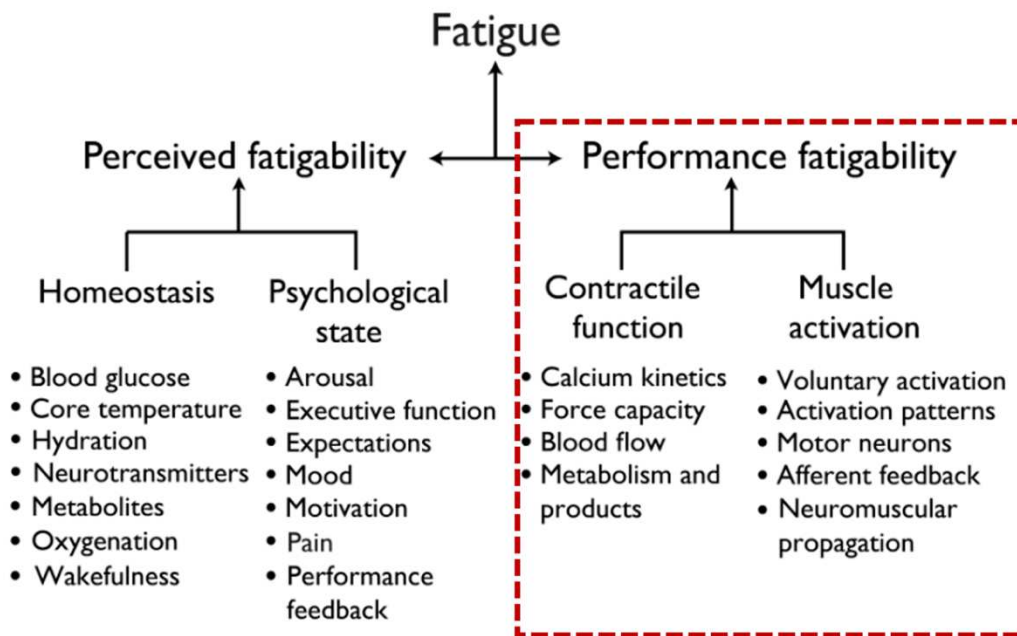 Fatigue
Perceived fatigability
Performance fatigability
Homeostasis
Psychological
state
Contractile
function
Muscle
activation
• Blood glucose
• Core temperature
• Hydration
• Neurotransmitters
• Metabolites
• Oxygenation
• Wakefulness
• Arousal
• Executive function
• Expectations
• Mood
• Motivation
• Pain
• Performance
feedback
• Calcium kinetics
• Force capacity
• Blood flow
• Metabolism and
products
• Voluntary activation
• Activation patterns
• Motor neurons
• Afferent feedback
• Neuromuscular
propagation